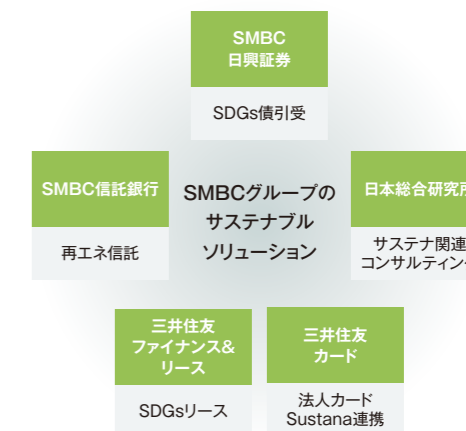 SMBC
日興証券
SDGs債引受
SMBC信託銀行
再エネ信託
SMBCグループの
サステナブル
ソリューション
日本総合研究所
サステナ関連
コンサルティング
三井住友
ファイナンス&
リース
SDGsリース
三井住友
カード
法人カード
Sustana連携